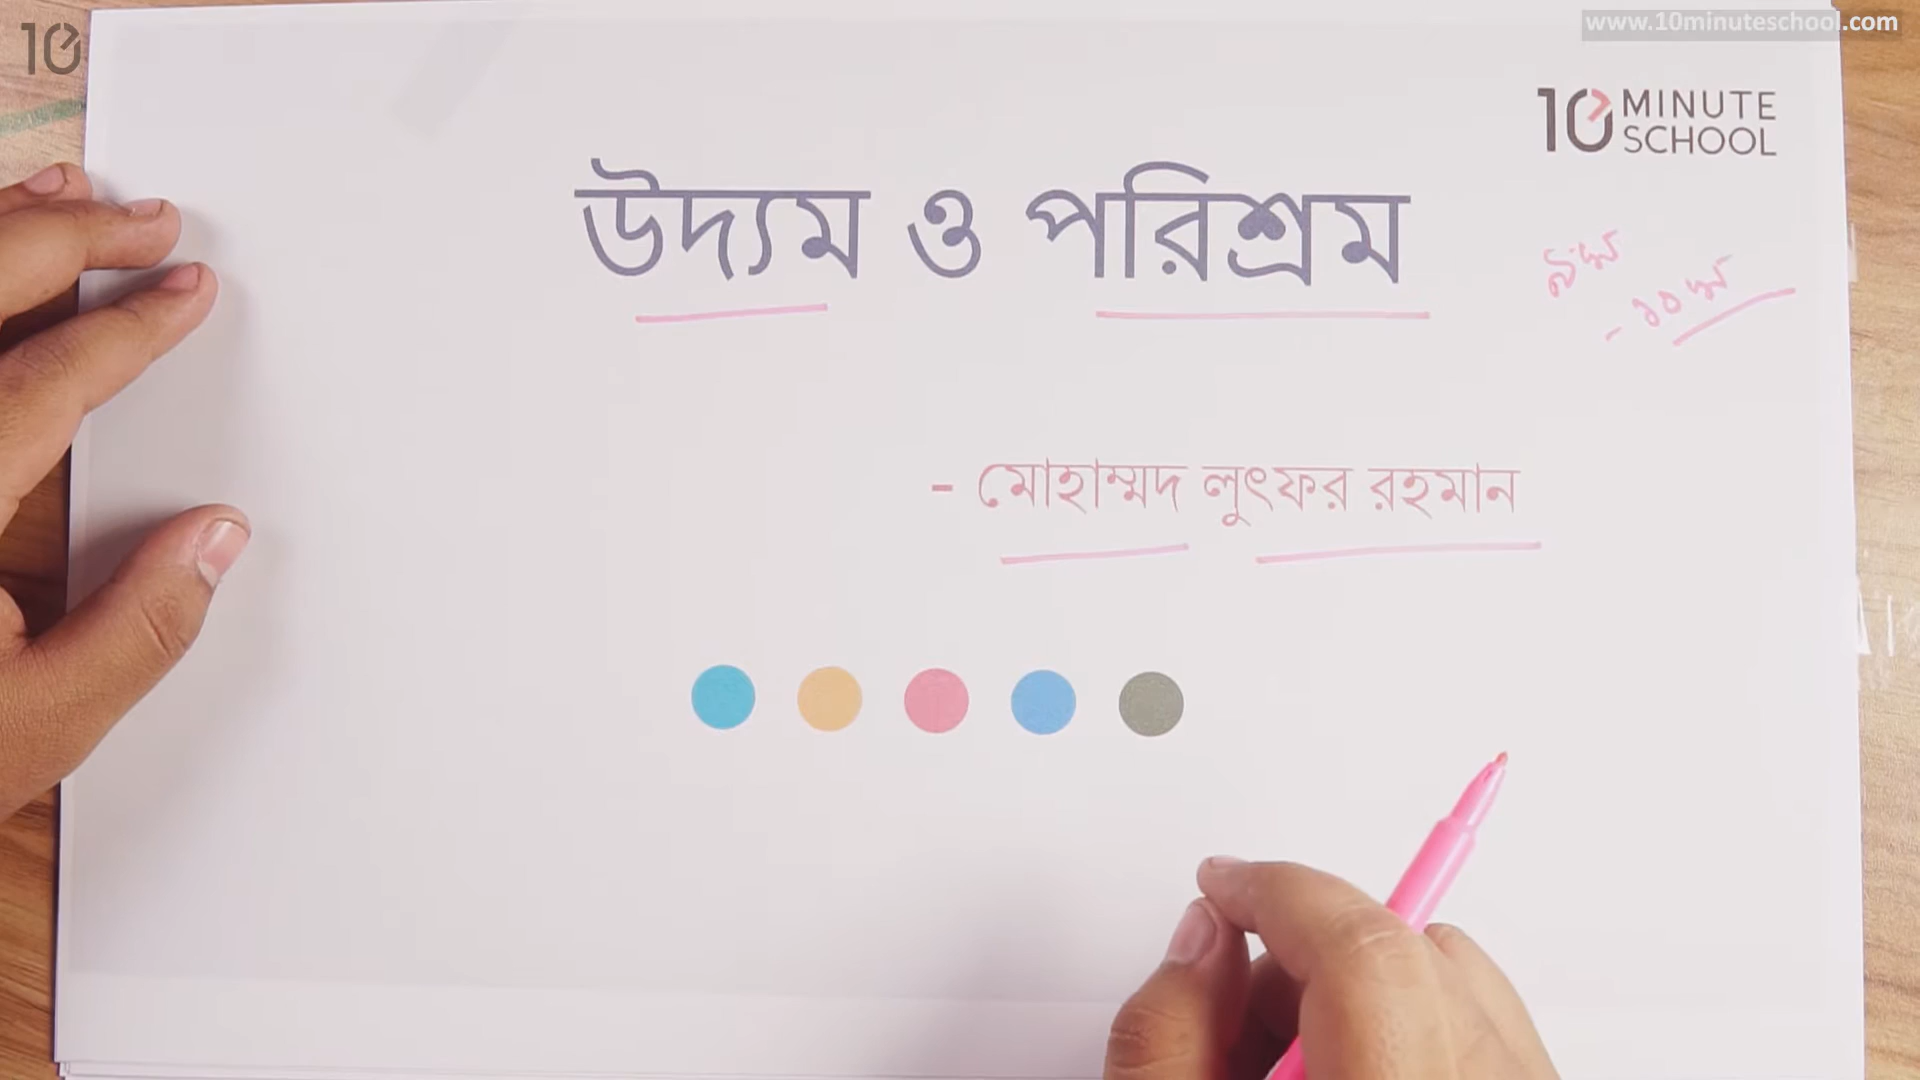 10
www.10minuteschool.com
10 MINUTE
SCHOOL
উদ্যম ও পরিশ্রম
৯ম
- ১০ম
- মোহাম্মদ লুৎফর রহমান